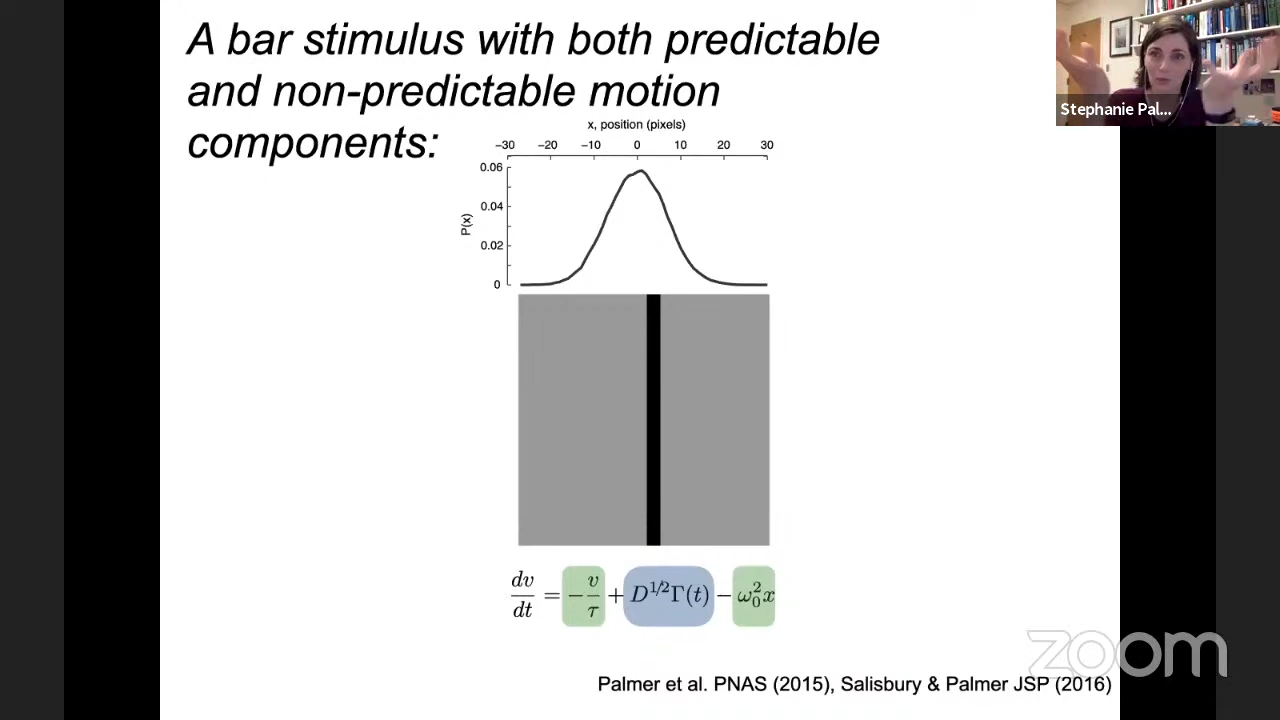 A bar stimulus with both predictable
and non-predictable motion
components:
Stephanie Pal...
x, position (pixels)
−30 −20 −10 0 10 20 30
0.06
0.04
0.02
0
P(x)
dv/dt = −v/τ + D^{1/2}Γ(t) − ω₀²x
zoom
Palmer et al. PNAS (2015), Salisbury & Palmer JSP (2016)